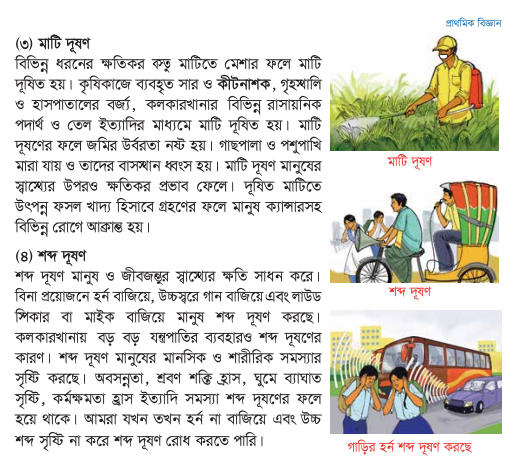 প্রাথমিক বিজ্ঞান
(৩) মাটি দূষণ
বিভিন্ন ধরনের ক্ষতিকর বস্তু মাটিতে মেশার ফলে মাটি
দূষিত হয়। কৃষিকাজে ব্যবহৃত সার ও কীটনাশক, গৃহস্থালি
ও হাসপাতালের বর্জ্য, কলকারখানার বিভিন্ন রাসায়নিক
পদার্থ ও তেল ইত্যাদির মাধ্যমে মাটি দূষিত হয়। মাটি
দূষণের ফলে জমির উর্বরতা নষ্ট হয়। গাছপালা ও পশুপাখি
মারা যায় ও তাদের বাসস্থান ধ্বংস হয়। মাটি দূষণ মানুষের
স্বাস্থ্যের উপরও ক্ষতিকর প্রভাব ফেলে। দূষিত মাটিতে
উৎপন্ন ফসল খাদ্য হিসাবে গ্রহণের ফলে মানুষ ক্যান্সারসহ
বিভিন্ন রোগে আক্রান্ত হয়।
মাটি দূষণ
(৪) শব্দ দূষণ
শব্দ দূষণ মানুষ ও জীবজন্তুর স্বাস্থ্যের ক্ষতি সাধন করে।
বিনা প্রয়োজনে হর্ন বাজিয়ে, উচ্চস্বরে গান বাজিয়ে এবং লাউড
স্পিকার বা মাইক বাজিয়ে মানুষ শব্দ দূষণ করছে।
কলকারখানায় বড় বড় যন্ত্রপাতির ব্যবহারও শব্দ দূষণের
কারণ। শব্দ দূষণ মানুষের মানসিক ও শারীরিক সমস্যার
সৃষ্টি করছে। অবসন্নতা, শ্রবণ শক্তি হ্রাস, ঘুমে ব্যাঘাত
সৃষ্টি, কর্মক্ষমতা হ্রাস ইত্যাদি সমস্যা শব্দ দূষণের ফলে
হয়ে থাকে। আমরা যখন তখন হর্ন না বাজিয়ে এবং উচ্চ
শব্দ সৃষ্টি না করে শব্দ দূষণ রোধ করতে পারি।
শব্দ দূষণ
গাড়ির হর্ন শব্দ দূষণ করছে